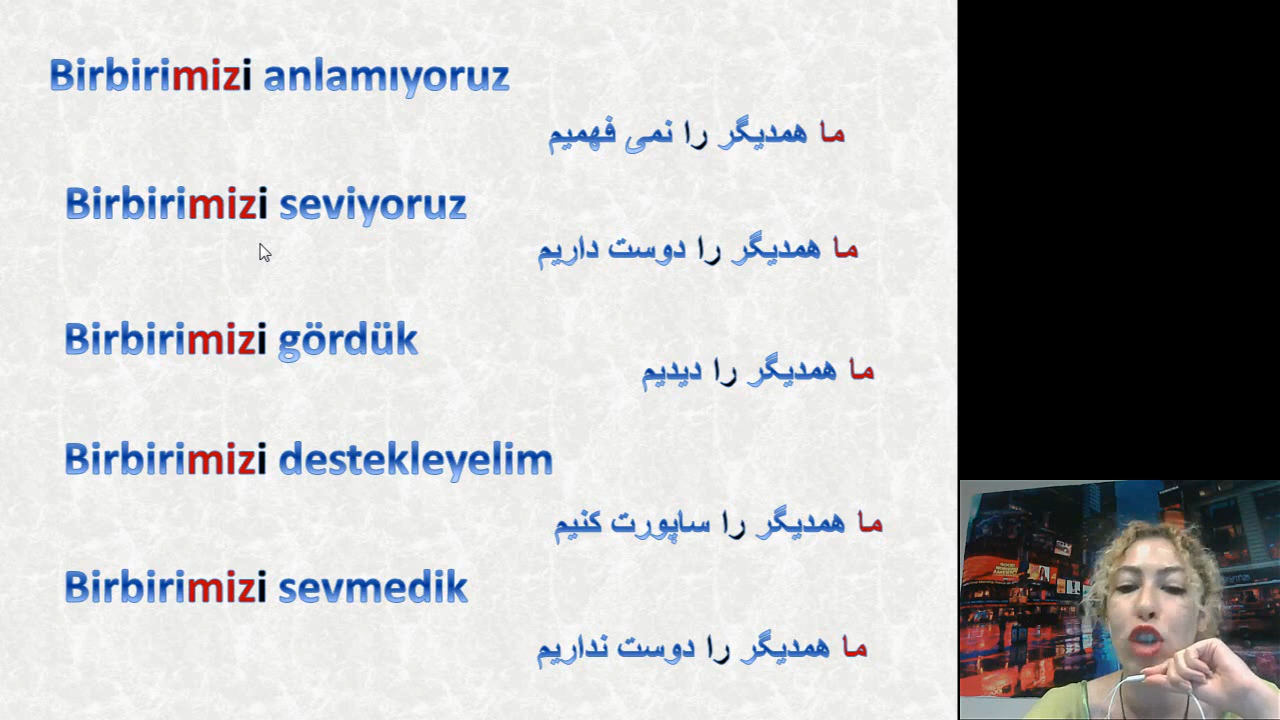 Birbirimizi anlamıyoruz
ما همدیگر را نمی فهمیم
Birbirimizi seviyoruz
ما همدیگر را دوست داریم
Birbirimizi gördük
ما همدیگر را دیدیم
Birbirimizi destekleyelim
ما همدیگر را ساپورت کنیم
Birbirimizi sevmedik
ما همدیگر را دوست نداریم